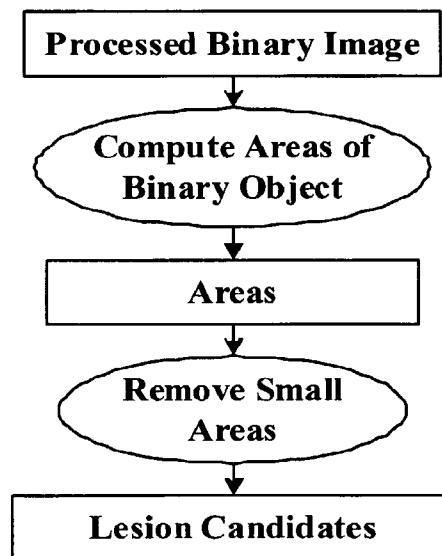 Processed Binary Image
Compute Areas of
Binary Object
Areas
Remove Small
Areas
Lesion Candidates